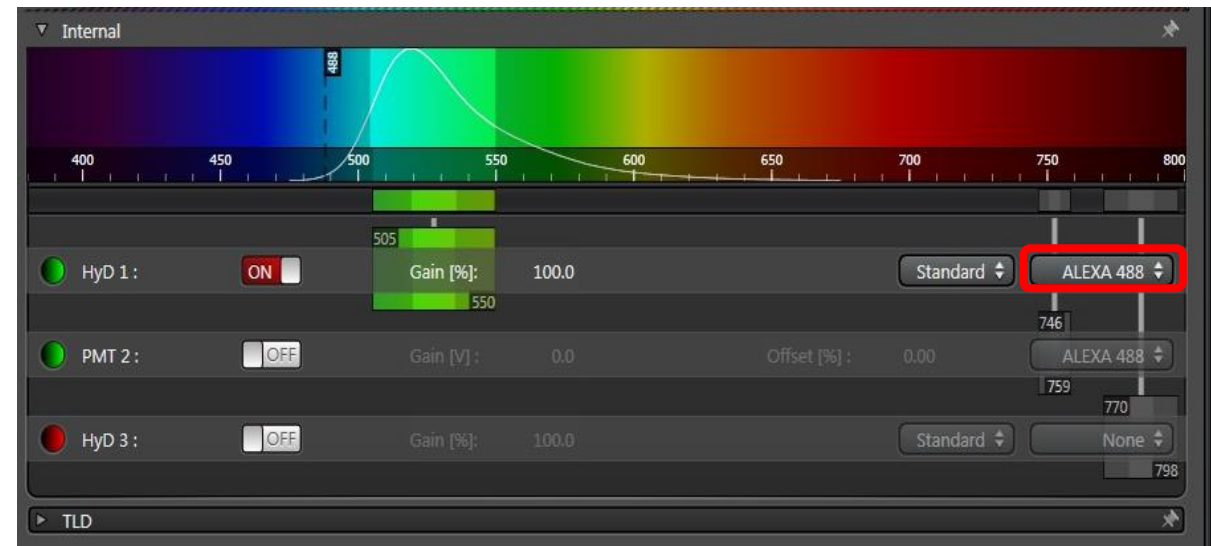 Internal
488
400 450 500 550 600 650 700 750 800
505
HyD 1 : ON Gain [%]: 100.0 Standard ALEXA 488
550
746
PMT 2 : OFF Gain [V] : 0.0 Offset [%] : 0.00 ALEXA 488
759
770
HyD 3 : OFF Gain [%]: 100.0 Standard None
798
TLD